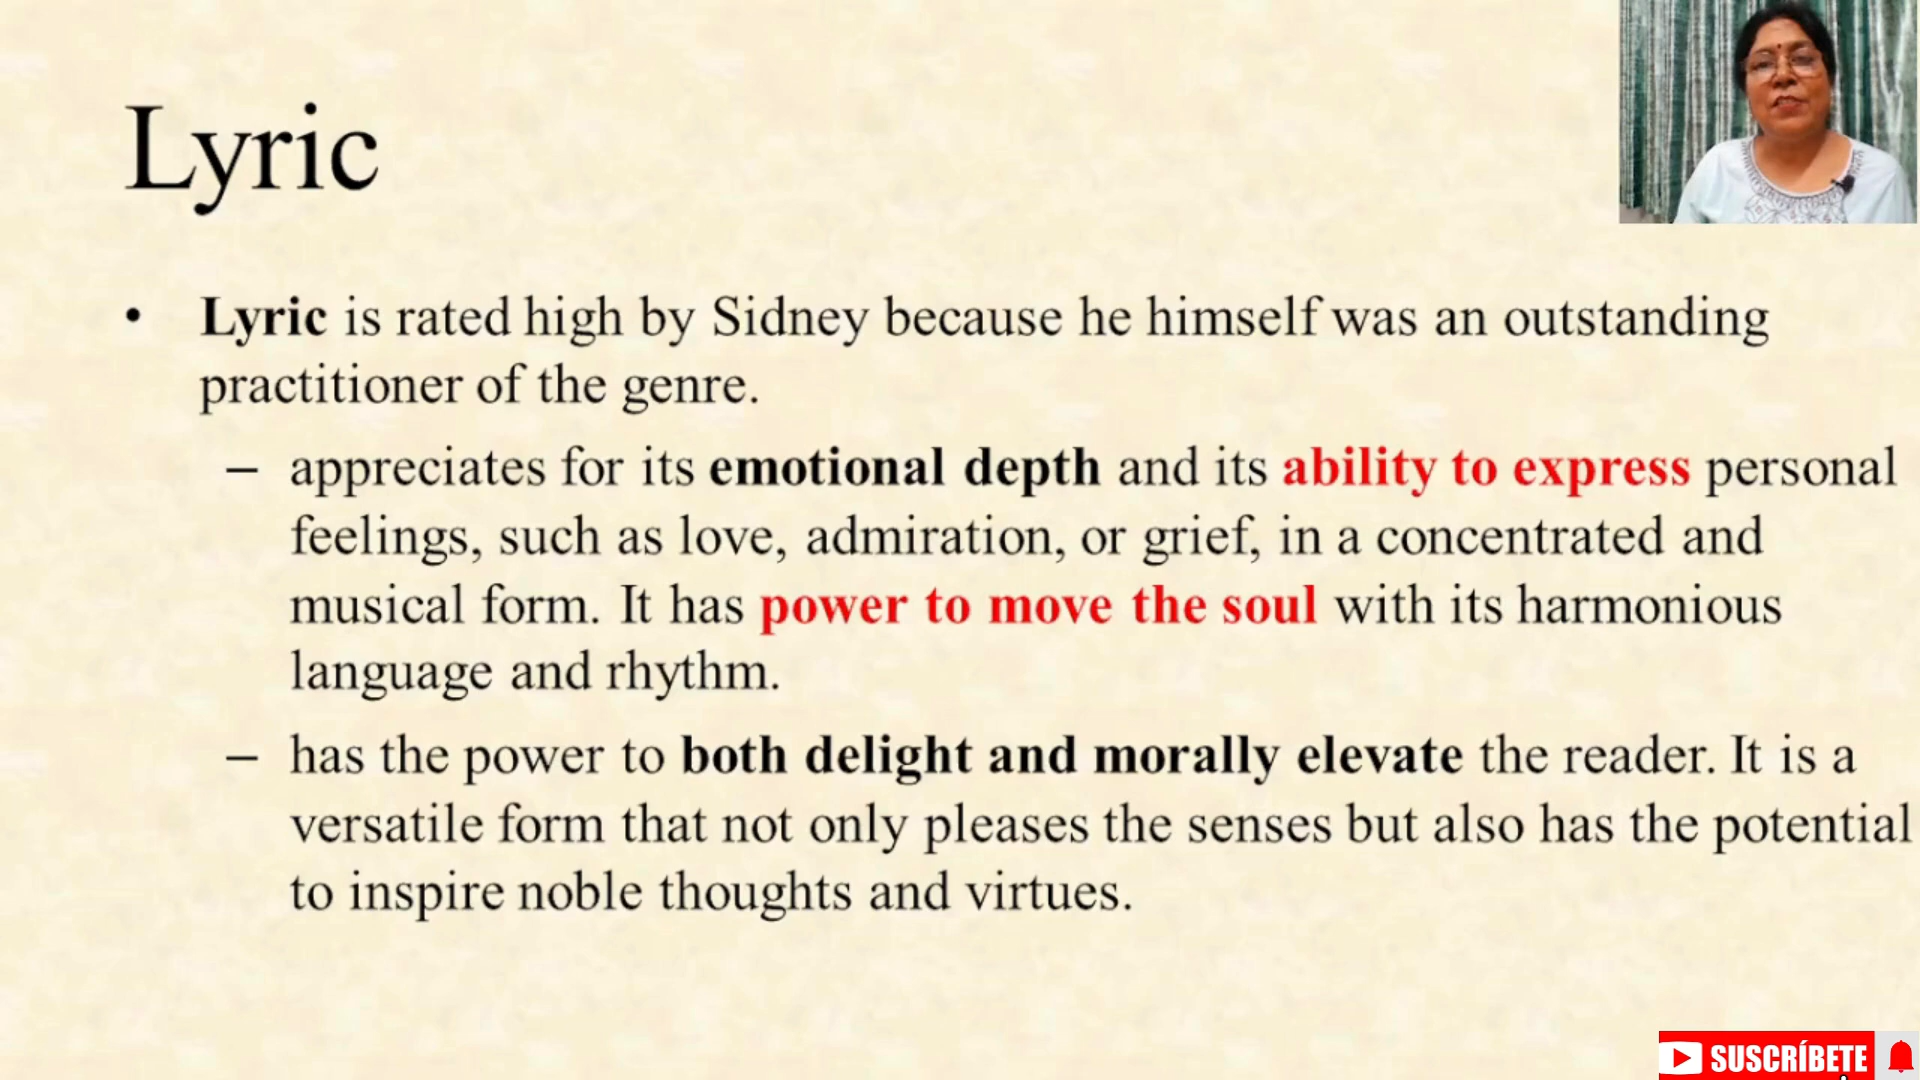 Lyric
• Lyric is rated high by Sidney because he himself was an outstanding
practitioner of the genre.
– appreciates for its emotional depth and its ability to express personal
feelings, such as love, admiration, or grief, in a concentrated and
musical form. It has power to move the soul with its harmonious
language and rhythm.
– has the power to both delight and morally elevate the reader. It is a
versatile form that not only pleases the senses but also has the potential
to inspire noble thoughts and virtues.
SUSCRÍBETE